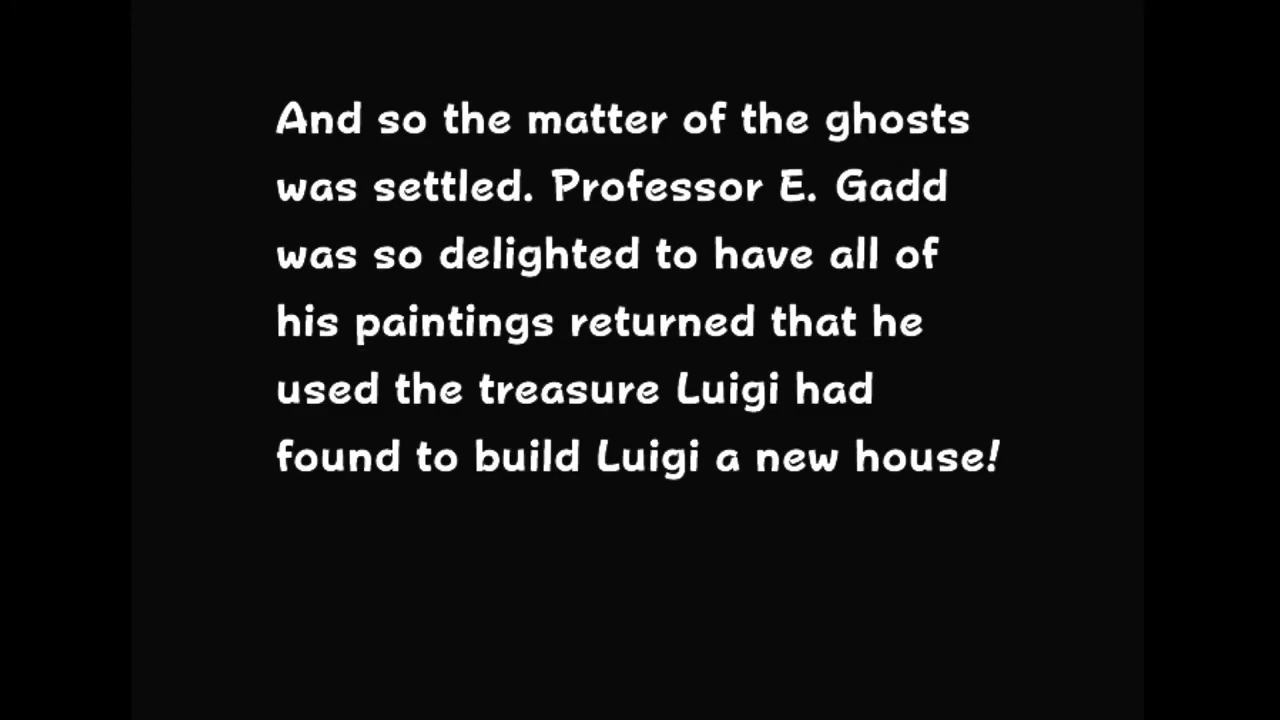 And so the matter of the ghosts
was settled. Professor E. Gadd
was so delighted to have all of
his paintings returned that he
used the treasure Luigi had
found to build Luigi a new house!